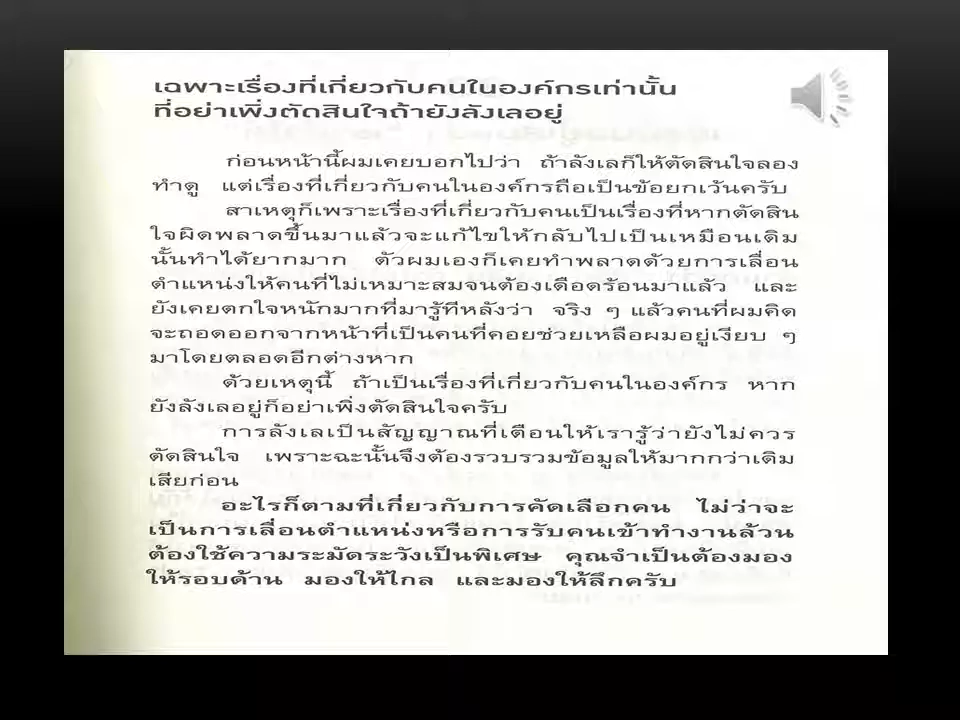 เฉพาะเรื่องที่เกี่ยวกับคนในองค์กรเท่านั้น
ที่อย่าเพิ่งตัดสินใจถ้ายังลังเลอยู่
ก่อนหน้านี้ผมเคยบอกไปว่า ถ้าลังเลก็ให้ตัดสินใจลอง
ทำดู แต่เรื่องที่เกี่ยวกับคนในองค์กรถือเป็นข้อยกเว้นครับ
สาเหตุก็เพราะเรื่องที่เกี่ยวกับคนเป็นเรื่องที่หากตัดสิน
ใจผิดพลาดขึ้นมาแล้วจะแก้ไขให้กลับไปเป็นเหมือนเดิม
นั้นทำได้ยากมาก ตัวผมเองก็เคยทำพลาดด้วยการเลื่อน
ตำแหน่งให้คนที่ไม่เหมาะสมจนต้องเดือดร้อนมาแล้ว และ
ยังเคยตกใจหนักมากที่มารู้ทีหลังว่า จริง ๆ แล้วคนที่ผมคิด
จะถอดออกจากหน้าที่เป็นคนที่คอยช่วยเหลือผมอยู่เงียบ ๆ
มาโดยตลอดอีกต่างหาก
ด้วยเหตุนี้ ถ้าเป็นเรื่องที่เกี่ยวกับคนในองค์กร หาก
ยังลังเลอยู่ก็อย่าเพิ่งตัดสินใจครับ
การลังเลเป็นสัญญาณที่เตือนให้เรารู้ว่ายังไม่ควร
ตัดสินใจ เพราะฉะนั้นจึงต้องรวบรวมข้อมูลให้มากกว่าเดิม
เสียก่อน
อะไรก็ตามที่เกี่ยวกับการคัดเลือกคน ไม่ว่าจะ
เป็นการเลื่อนตำแหน่งหรือการรับคนเข้าทำงานล้วน
ต้องใช้ความระมัดระวังเป็นพิเศษ คุณจำเป็นต้องมอง
ให้รอบด้าน มองให้ไกล และมองให้ลึกครับ